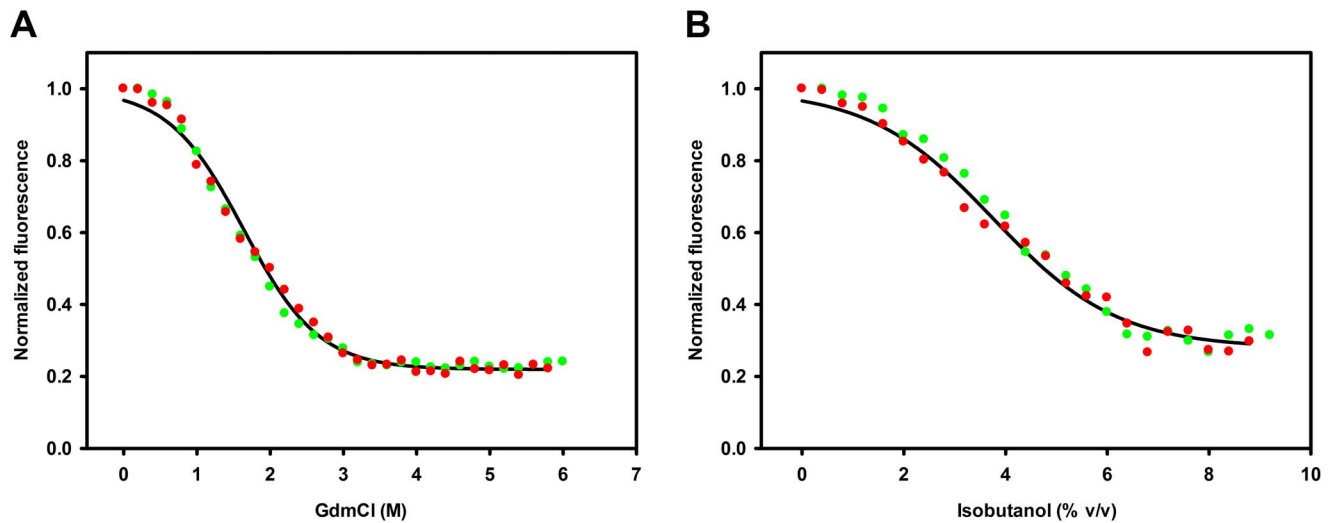 A
B
Normalized fluorescence
1.0
0.8
0.6
0.4
0.2
0.0
0 1 2 3 4 5 6 7
GdmCl (M)
Normalized fluorescence
1.0
0.8
0.6
0.4
0.2
0.0
0 2 4 6 8 10
Isobutanol (% v/v)